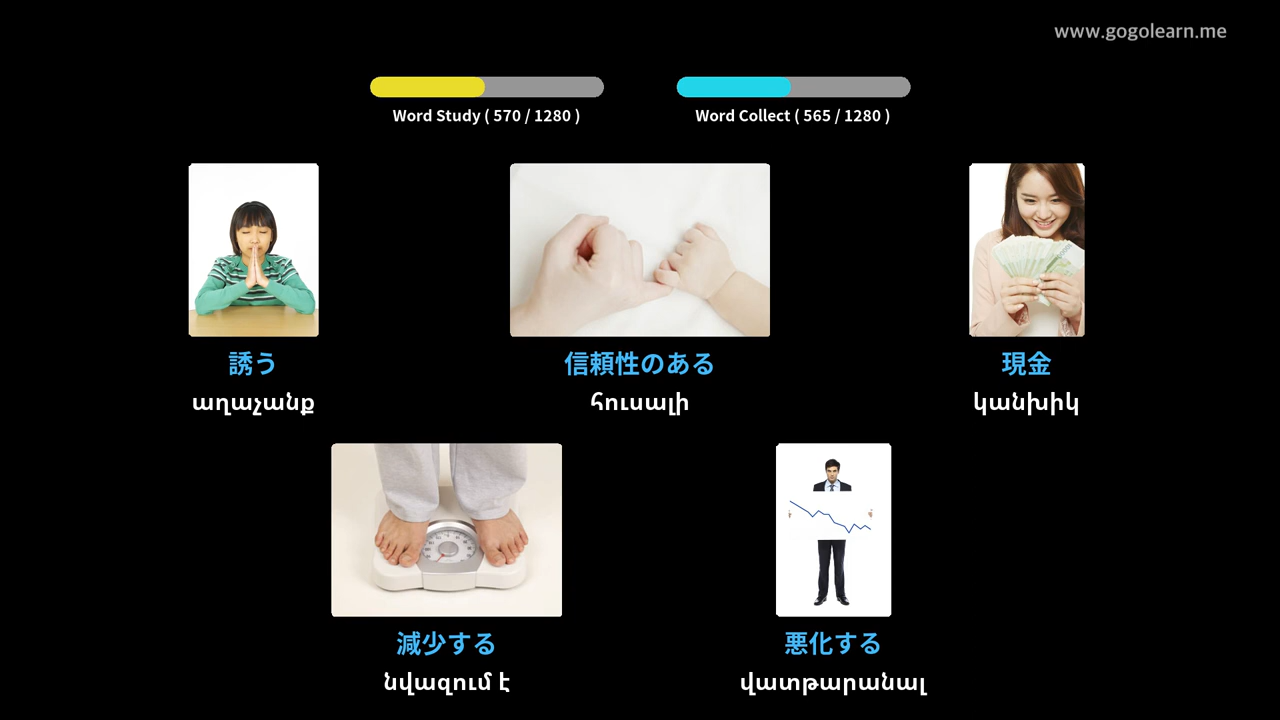 www.gogolearn.me
Word Study ( 570 / 1280 )
Word Collect ( 565 / 1280 )
誘う
աղաչանք
信頼性のある
հուսալի
現金
կանխիկ
減少する
նվազում է
悪化する
վատթարանալ